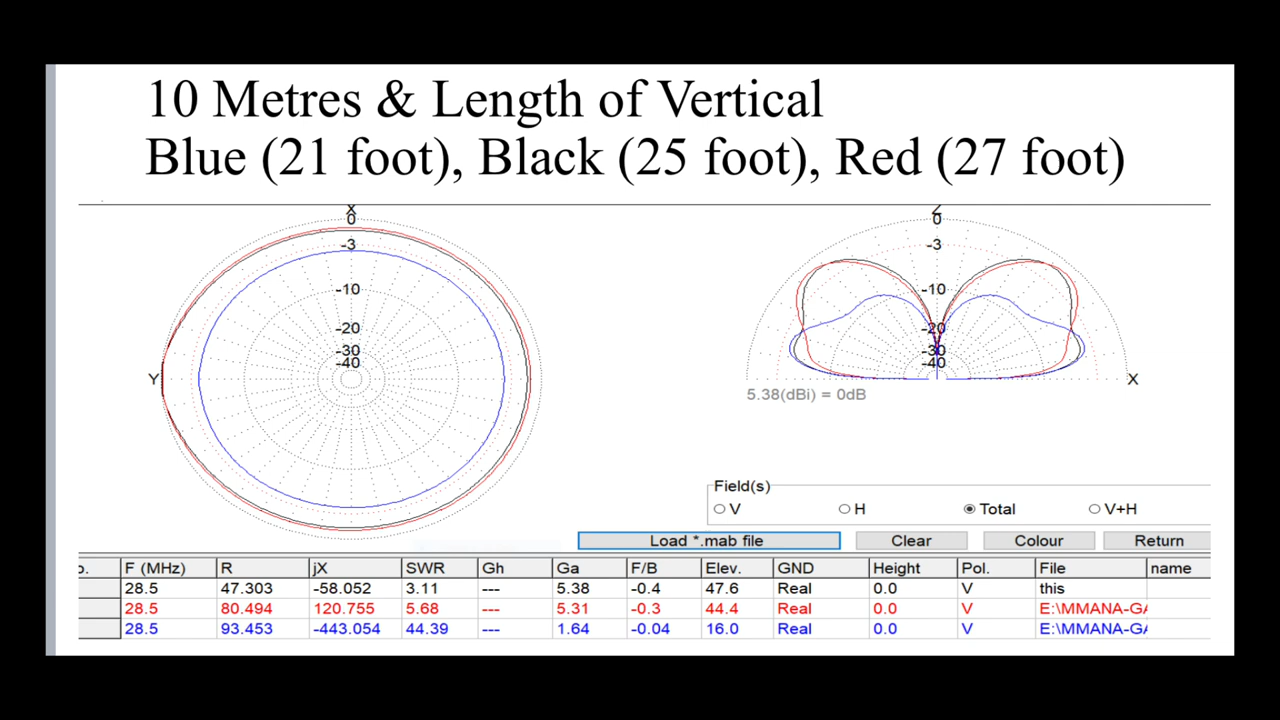 10 Metres & Length of Vertical
Blue (21 foot), Black (25 foot), Red (27 foot)
X
0
-3
-10
-20
-30
-40
Y
Z
0
-3
-10
-20
-30
-40
X
5.38(dBi) = 0dB
Field(s)
V H Total V+H
Load *.mab file Clear Colour Return
o. F (MHz) R jX SWR Gh Ga F/B Elev. GND Height Pol. File name
28.5 47.303 -58.052 3.11 --- 5.38 -0.4 47.6 Real 0.0 V this
28.5 80.494 120.755 5.68 --- 5.31 -0.3 44.4 Real 0.0 V E:\MMANA-GA
28.5 93.453 -443.054 44.39 --- 1.64 -0.04 16.0 Real 0.0 V E:\MMANA-GA